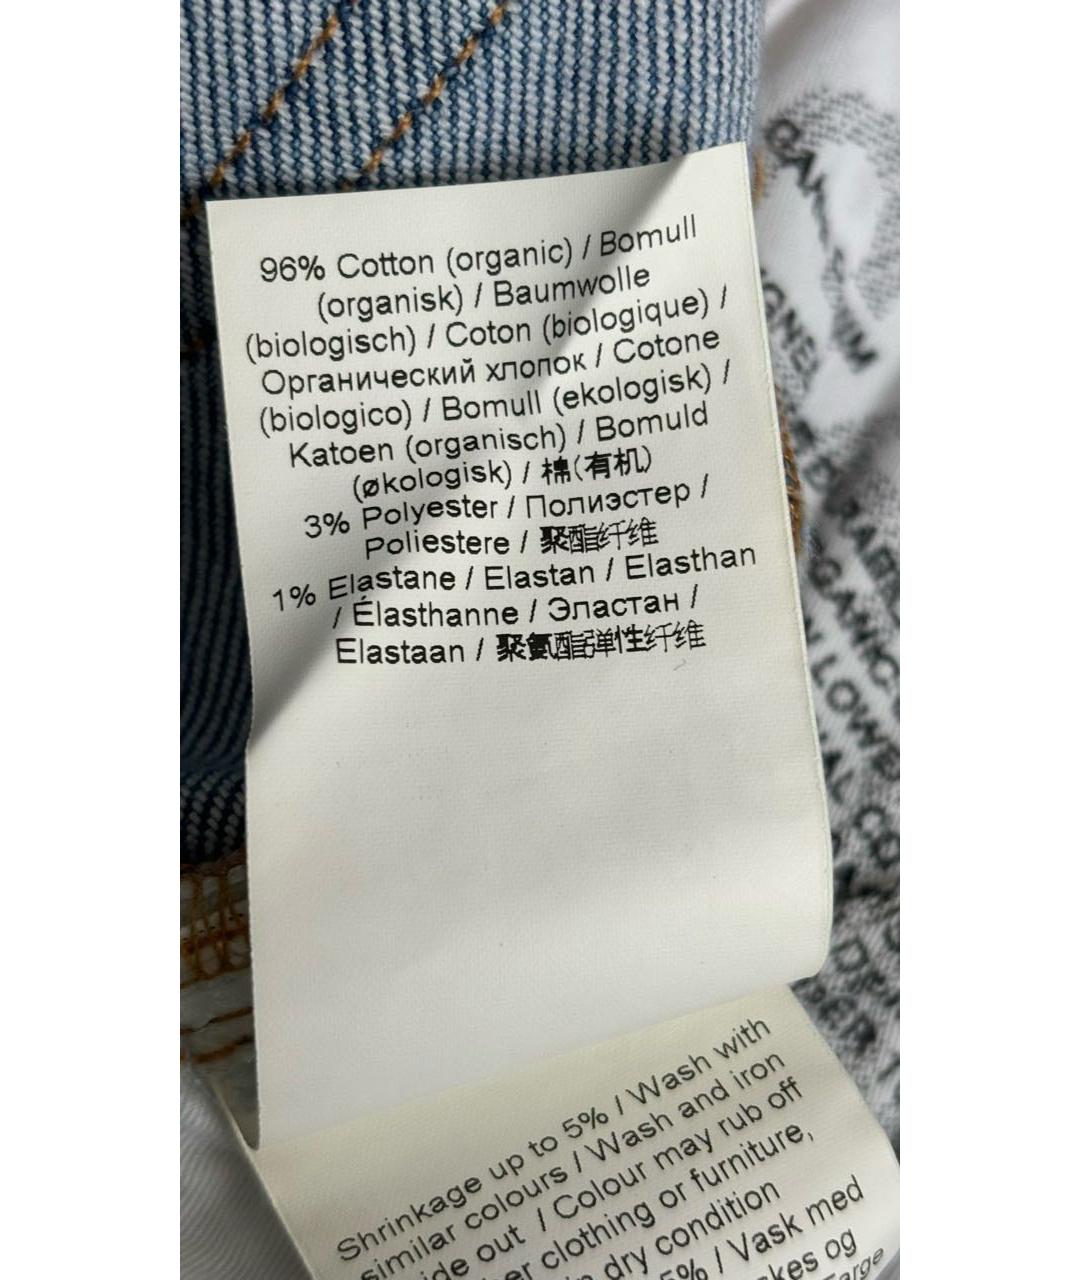 96% Cotton (organic) / Bomull
(organisk) / Baumwolle
(biologisch) / Coton (biologique) /
Органический хлопок / Cotone
(biologico) / Bomull (ekologisk) /
Katoen (organisch) / Bomuld
(økologisk) / 棉(有机)
3% Polyester / Полиэстер /
Poliestere / 聚酯纤维
1% Elastane / Elastan / Elasthan
/ Élasthanne / Эластан /
Elastaan / 聚氨酯弹性纤维
Shrinkage up to 5% / Wash with
similar colours / Wash and iron
out / Colour may rub off
clothing or furniture,
dry condition
5% / Vask med
og